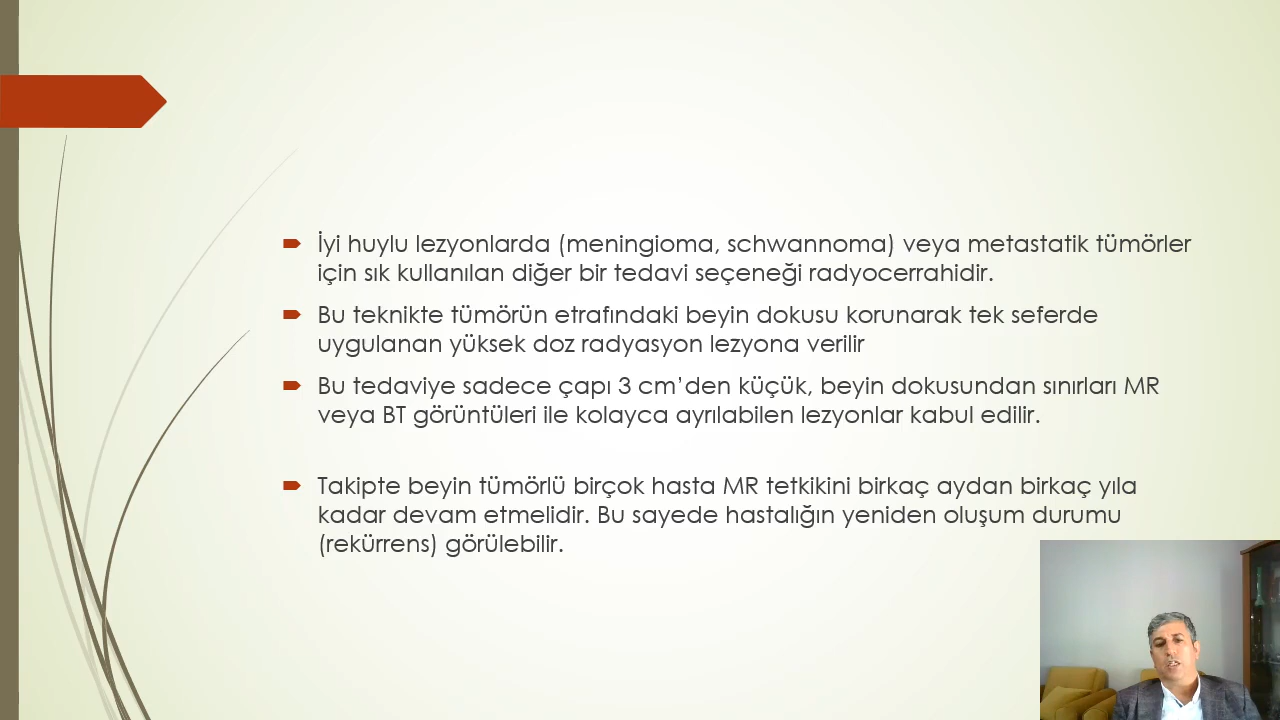 İyi huylu lezyonlarda (meningioma, schwannoma) veya metastatik tümörler
için sık kullanılan diğer bir tedavi seçeneği radyocerrahidir.
Bu teknikte tümörün etrafındaki beyin dokusu korunarak tek seferde
uygulanan yüksek doz radyasyon lezyona verilir
Bu tedaviye sadece çapı 3 cm’den küçük, beyin dokusundan sınırları MR
veya BT görüntüleri ile kolayca ayrılabilen lezyonlar kabul edilir.
Takipte beyin tümörlü birçok hasta MR tetkikini birkaç aydan birkaç yıla
kadar devam etmelidir. Bu sayede hastalığın yeniden oluşum durumu
(rekürrens) görülebilir.